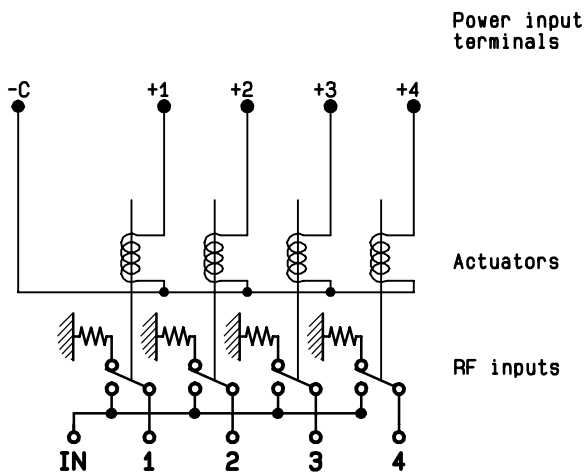 Power input
terminals
-C +1 +2 +3 +4
Actuators
RF inputs
IN 1 2 3 4